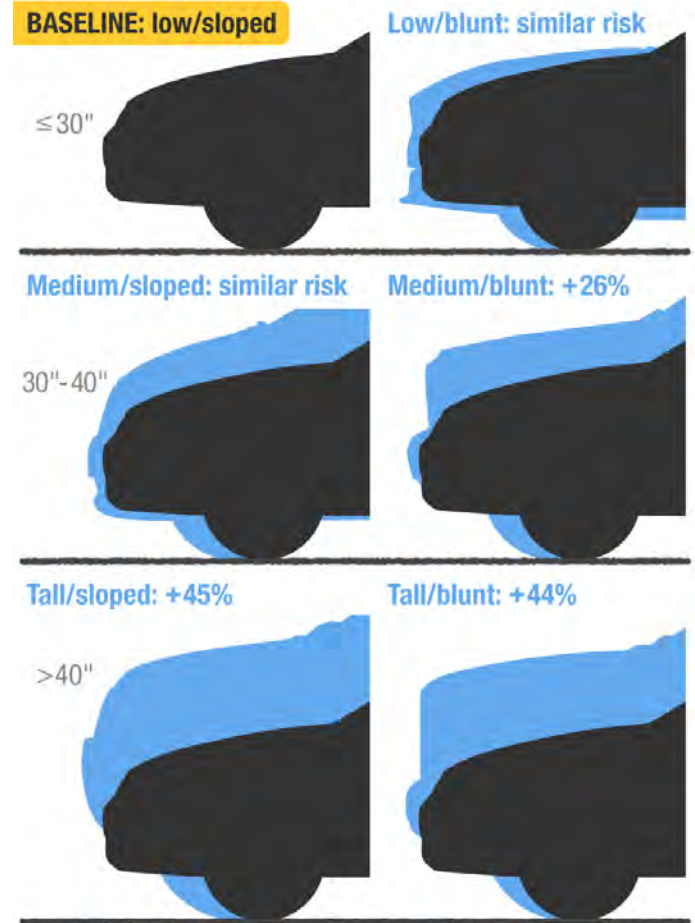 BASELINE: low/sloped
Low/blunt: similar risk
≤30"
Medium/sloped: similar risk
Medium/blunt: +26%
30"-40"
Tall/sloped: +45%
Tall/blunt: +44%
>40"